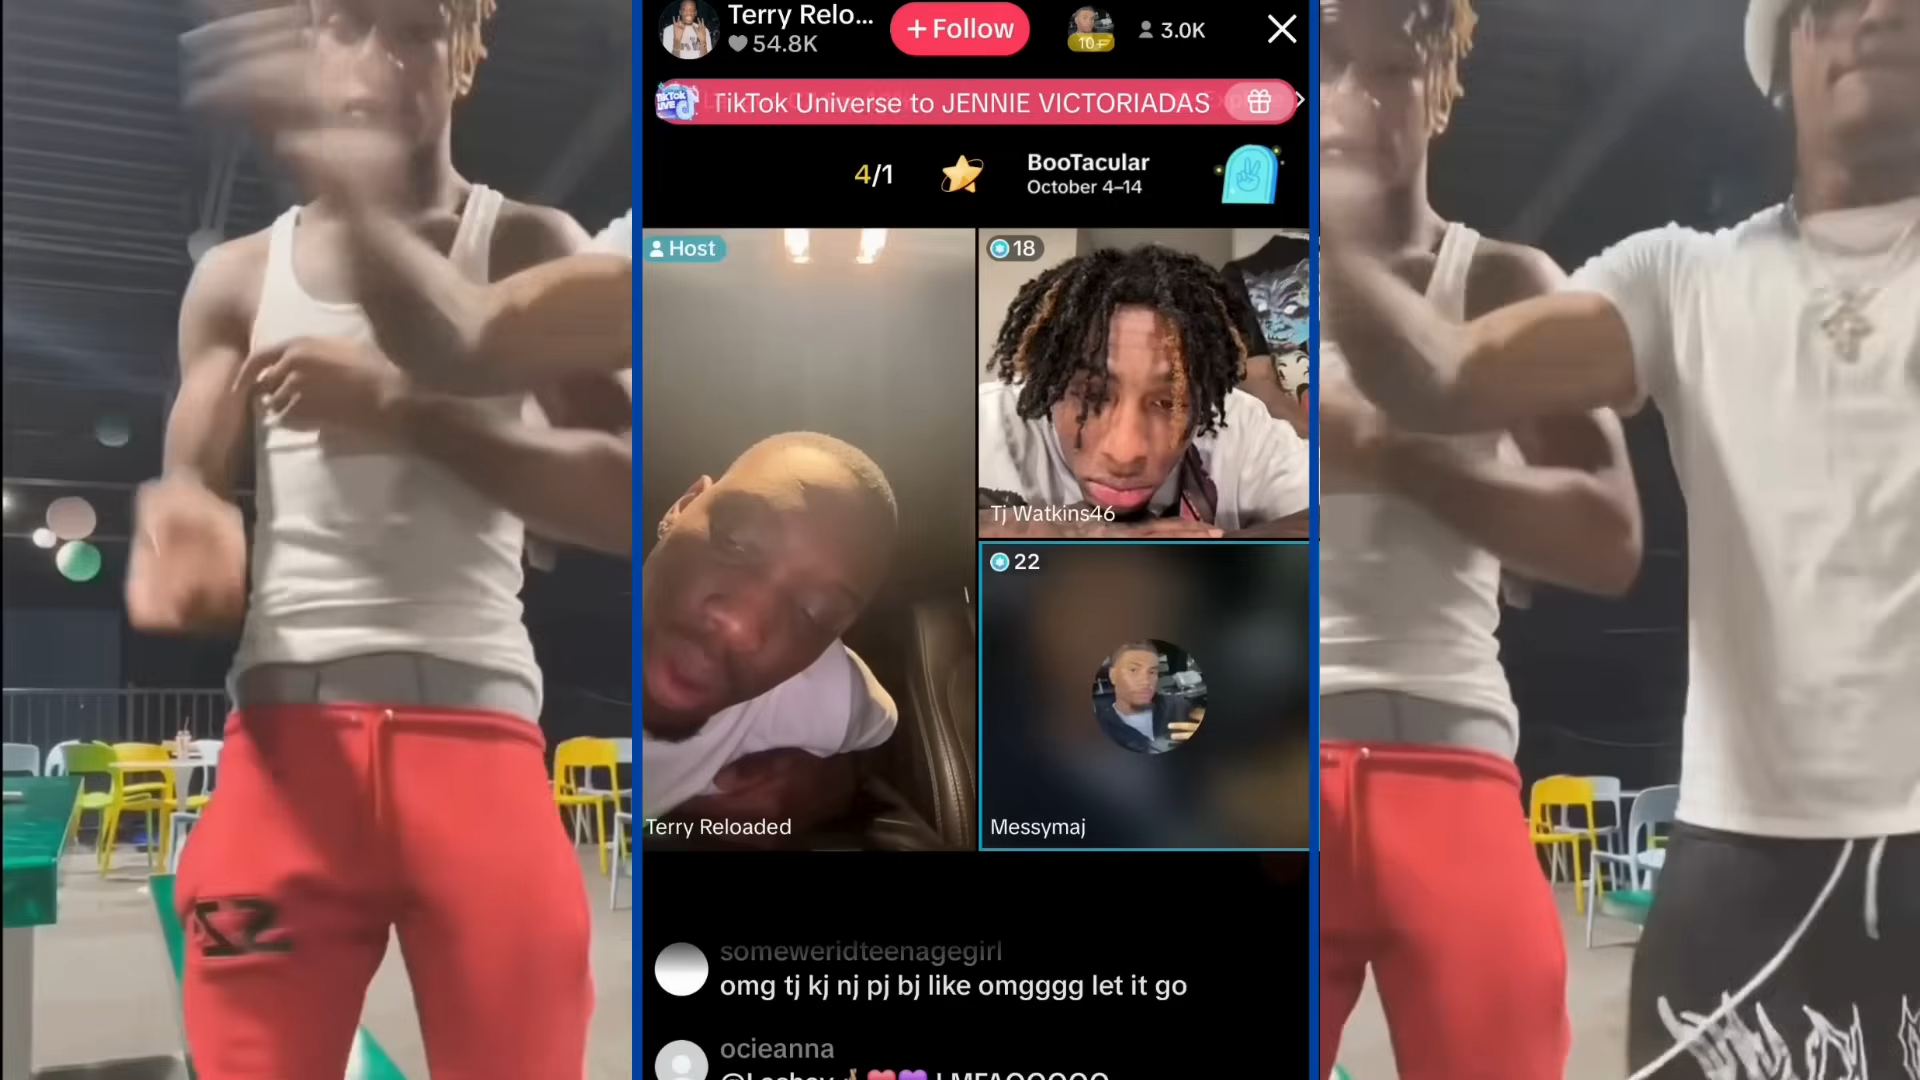 Terry Relo...
54.8K
+ Follow
10
3.0K
TikTok Universe to JENNIE VICTORIADAS
4/1
BooTacular
October 4–14
Host
18
Tj Watkins46
22
Terry Reloaded
Messymaj
someweridteenagegirl
omg tj kj nj pj bj like omgggg let it go
ocieanna